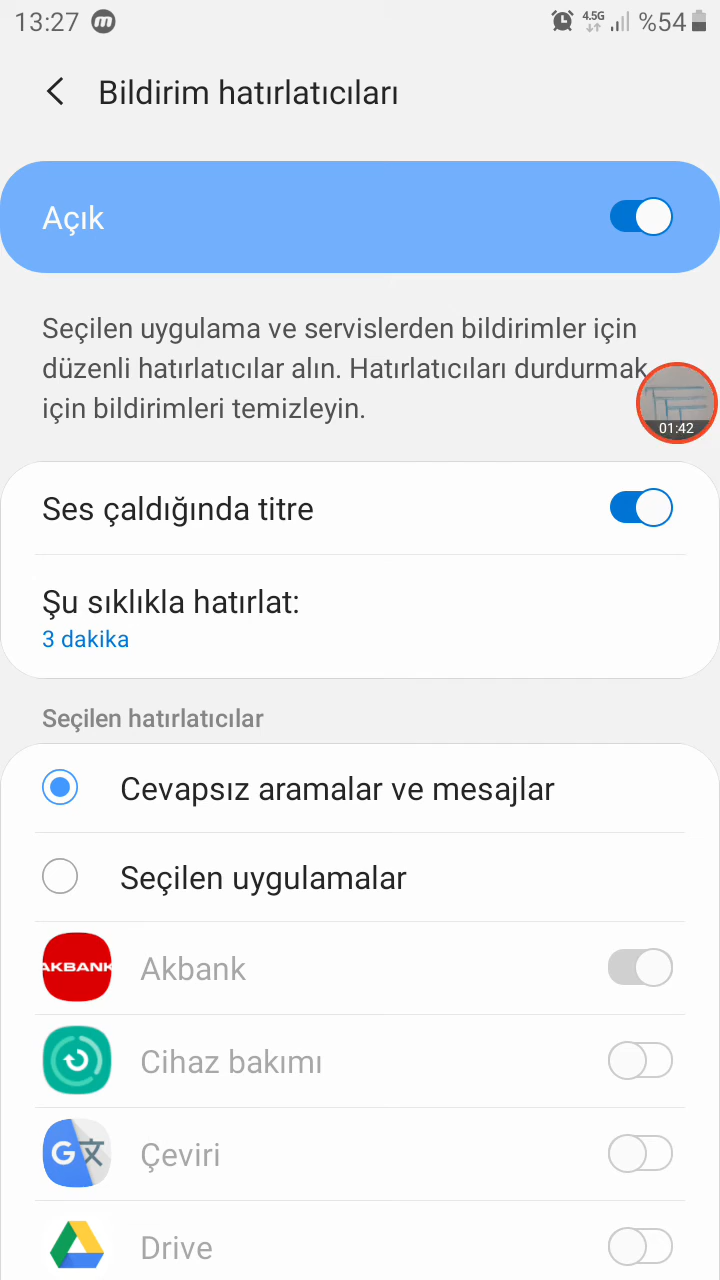 13:27 m 4.5G %54
Bildirim hatırlatıcıları
Açık
Seçilen uygulama ve servislerden bildirimler için
düzenli hatırlatıcılar alın. Hatırlatıcıları durdurmak
için bildirimleri temizleyin.
01:42
Ses çaldığında titre
Şu sıklıkla hatırlat:
3 dakika
Seçilen hatırlatıcılar
Cevapsız aramalar ve mesajlar
Seçilen uygulamalar
AKBANK Akbank
Cihaz bakımı
G文 Çeviri
Drive